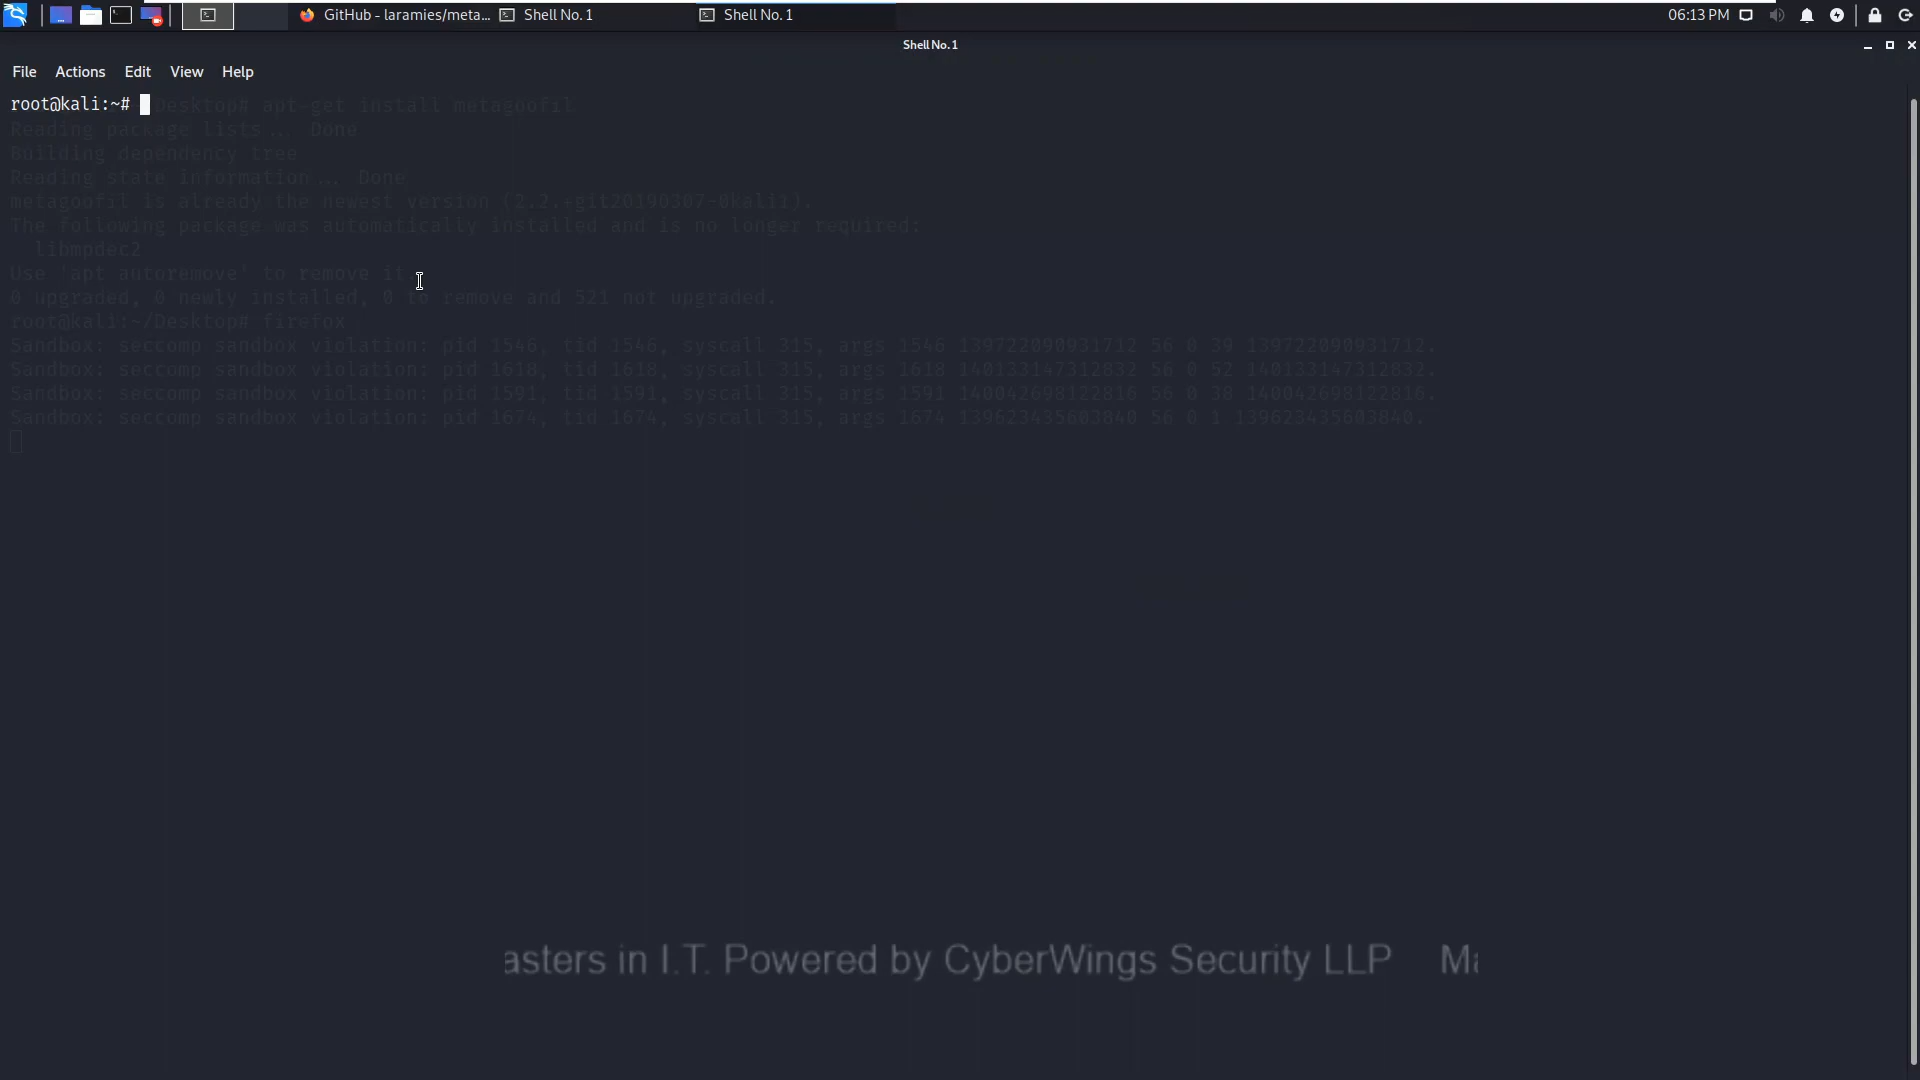 GitHub - laramies/meta... Shell No. 1 Shell No. 1 06:13 PM
Shell No. 1
File Actions Edit View Help
root@kali:~#
Desktop# apt-get install metagoofil
Reading package lists... Done
Building dependency tree
Reading state information... Done
metagoofil is already the newest version (2.2.+git20190307-0kali1).
The following package was automatically installed and is no longer required:
libmpdec2
Use 'apt autoremove' to remove it.
0 upgraded, 0 newly installed, 0 to remove and 521 not upgraded.
root@kali:~/Desktop# firefox
Sandbox: seccomp sandbox violation: pid 1546, tid 1546, syscall 315, args 1546 139722090931712 56 0 39 139722090931712.
Sandbox: seccomp sandbox violation: pid 1618, tid 1618, syscall 315, args 1618 140133147312832 56 0 52 140133147312832.
Sandbox: seccomp sandbox violation: pid 1591, tid 1591, syscall 315, args 1591 140042698122816 56 0 38 140042698122816.
Sandbox: seccomp sandbox violation: pid 1674, tid 1674, syscall 315, args 1674 139623435603840 56 0 1 139623435603840.
asters in I.T. Powered by CyberWings Security LLP Ma